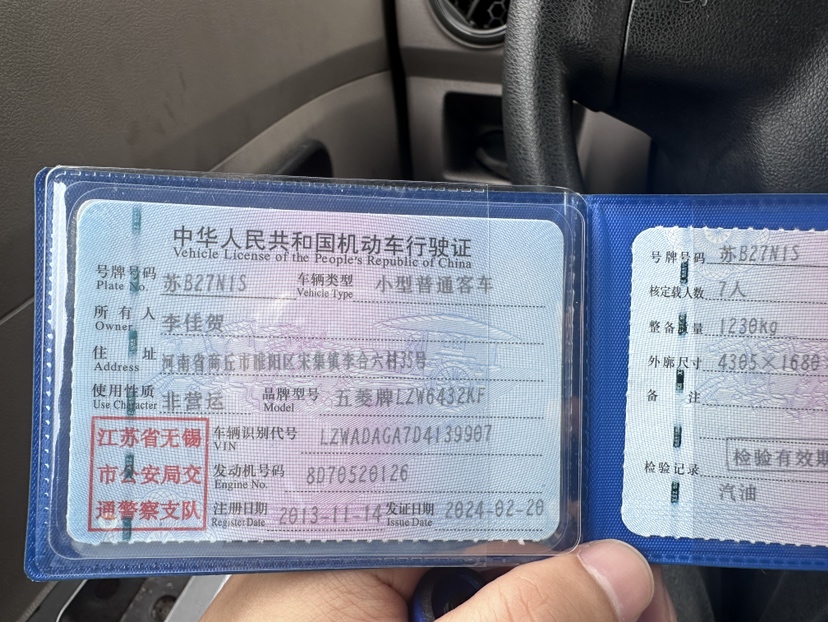 中华人民共和国机动车行驶证
Vehicle License of the People's Republic of China
号牌号码 苏B27N1S 车辆类型 小型普通客车
Plate No. Vehicle Type
所有人 李佳贺
Owner
住址 河南省商丘市睢阳区宋集镇李合六村35号
Address
使用性质 非营运 品牌型号 五菱牌LZW6432KF
Use Character Model
江苏省无锡
市公安局交
通警察支队
车辆识别代号 LZWADAGA7D4139907
VIN
发动机号码 8D70520126
Engine No.
注册日期 2013-11-14 发证日期 2024-02-20
Register Date Issue Date
号牌号码 苏B27N1S
核定载人数 7人
整备质量 1230kg
外廓尺寸 4305×1680
备注
检验记录 检验有效期
汽油